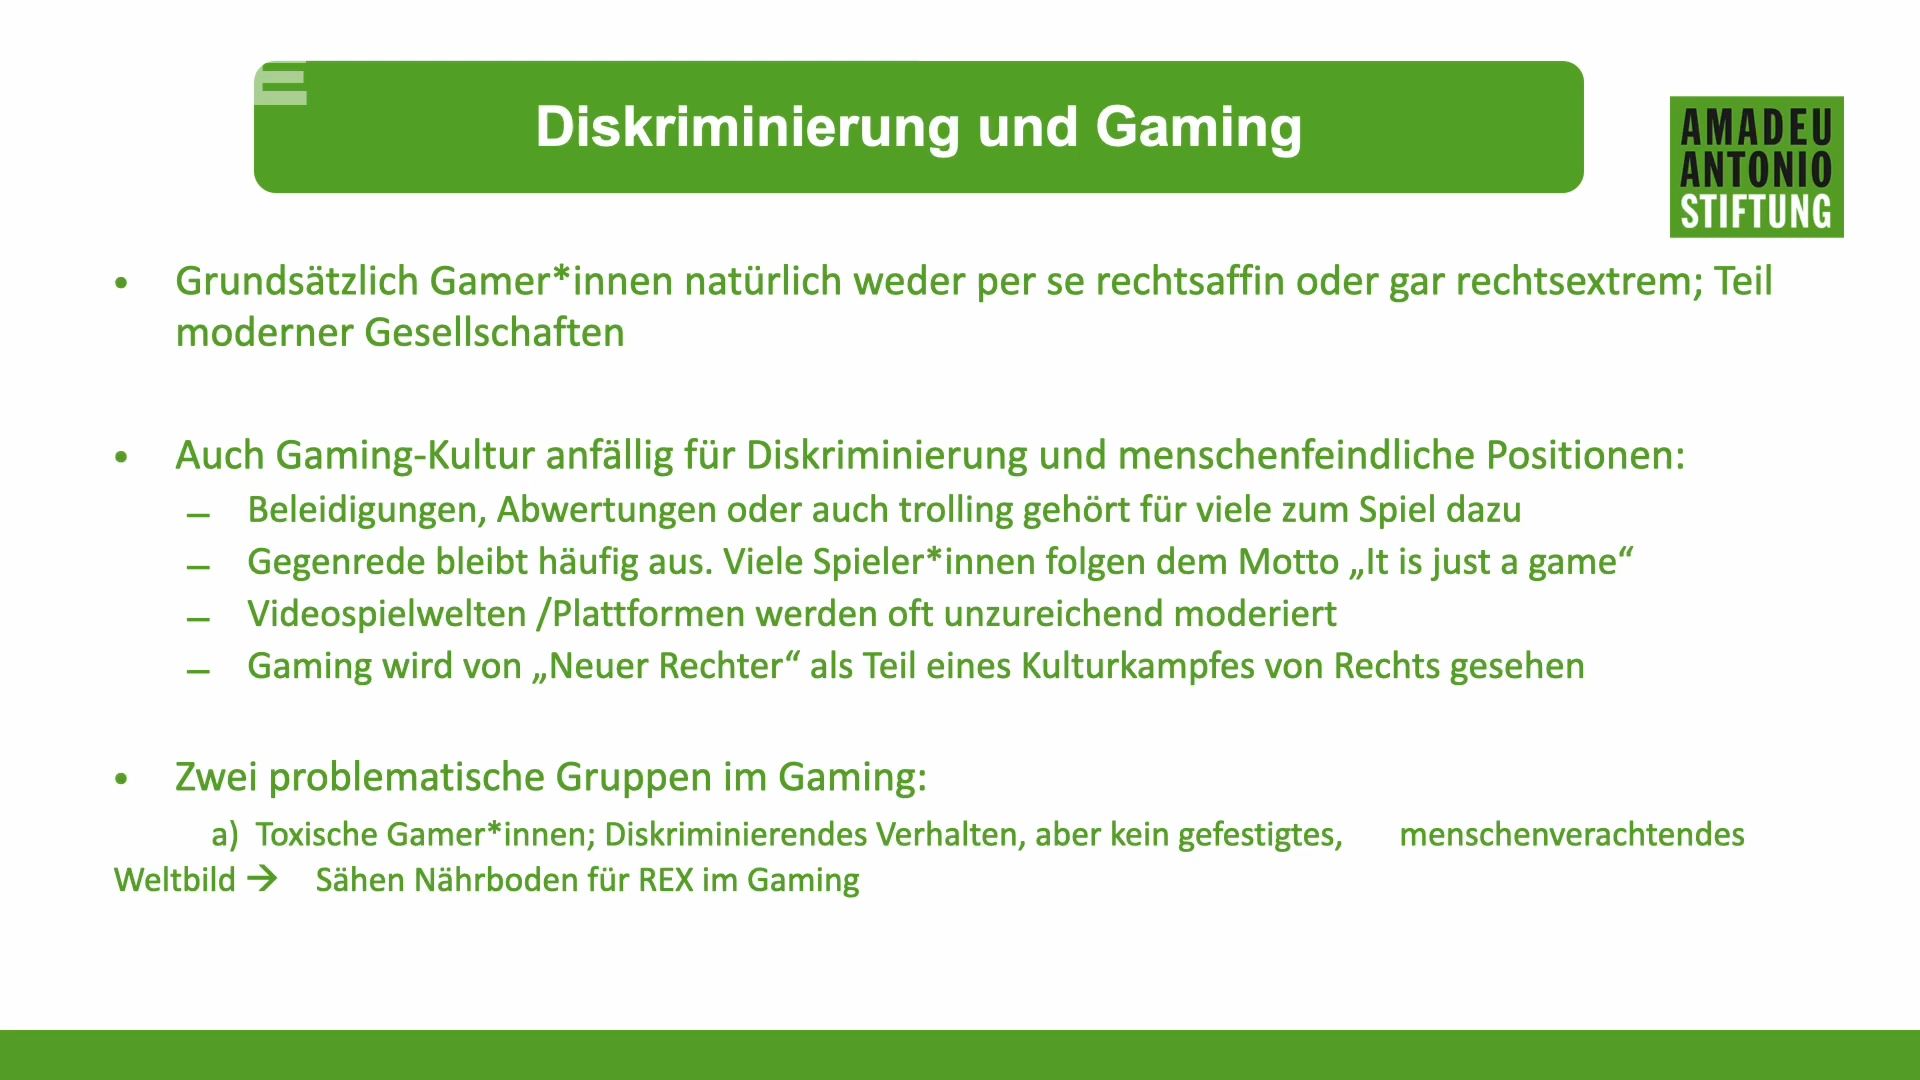 Diskriminierung und Gaming
AMADEU
ANTONIO
STIFTUNG
• Grundsätzlich Gamer*innen natürlich weder per se rechtsaffin oder gar rechtsextrem; Teil
moderner Gesellschaften
• Auch Gaming-Kultur anfällig für Diskriminierung und menschenfeindliche Positionen:
– Beleidigungen, Abwertungen oder auch trolling gehört für viele zum Spiel dazu
– Gegenrede bleibt häufig aus. Viele Spieler*innen folgen dem Motto „It is just a game“
– Videospielwelten /Plattformen werden oft unzureichend moderiert
– Gaming wird von „Neuer Rechter“ als Teil eines Kulturkampfes von Rechts gesehen
• Zwei problematische Gruppen im Gaming:
a) Toxische Gamer*innen; Diskriminierendes Verhalten, aber kein gefestigtes, menschenverachtendes
Weltbild → Sähen Nährboden für REX im Gaming